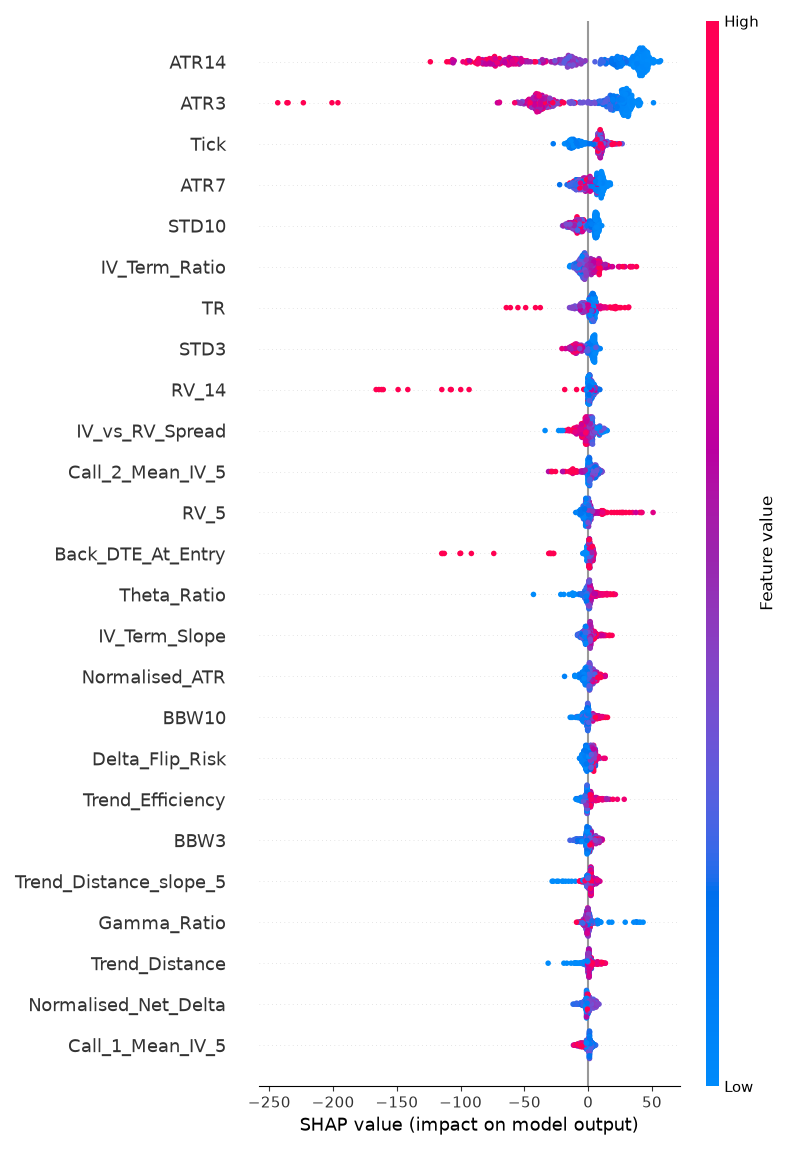 High
ATR14
ATR3
Tick
ATR7
STD10
IV_Term_Ratio
TR
STD3
RV_14
IV_vs_RV_Spread
Call_2_Mean_IV_5
RV_5
Back_DTE_At_Entry
Theta_Ratio
IV_Term_Slope
Normalised_ATR
BBW10
Delta_Flip_Risk
Trend_Efficiency
BBW3
Trend_Distance_slope_5
Gamma_Ratio
Trend_Distance
Normalised_Net_Delta
Call_1_Mean_IV_5
Feature value
Low
−250 −200 −150 −100 −50 0 50
SHAP value (impact on model output)